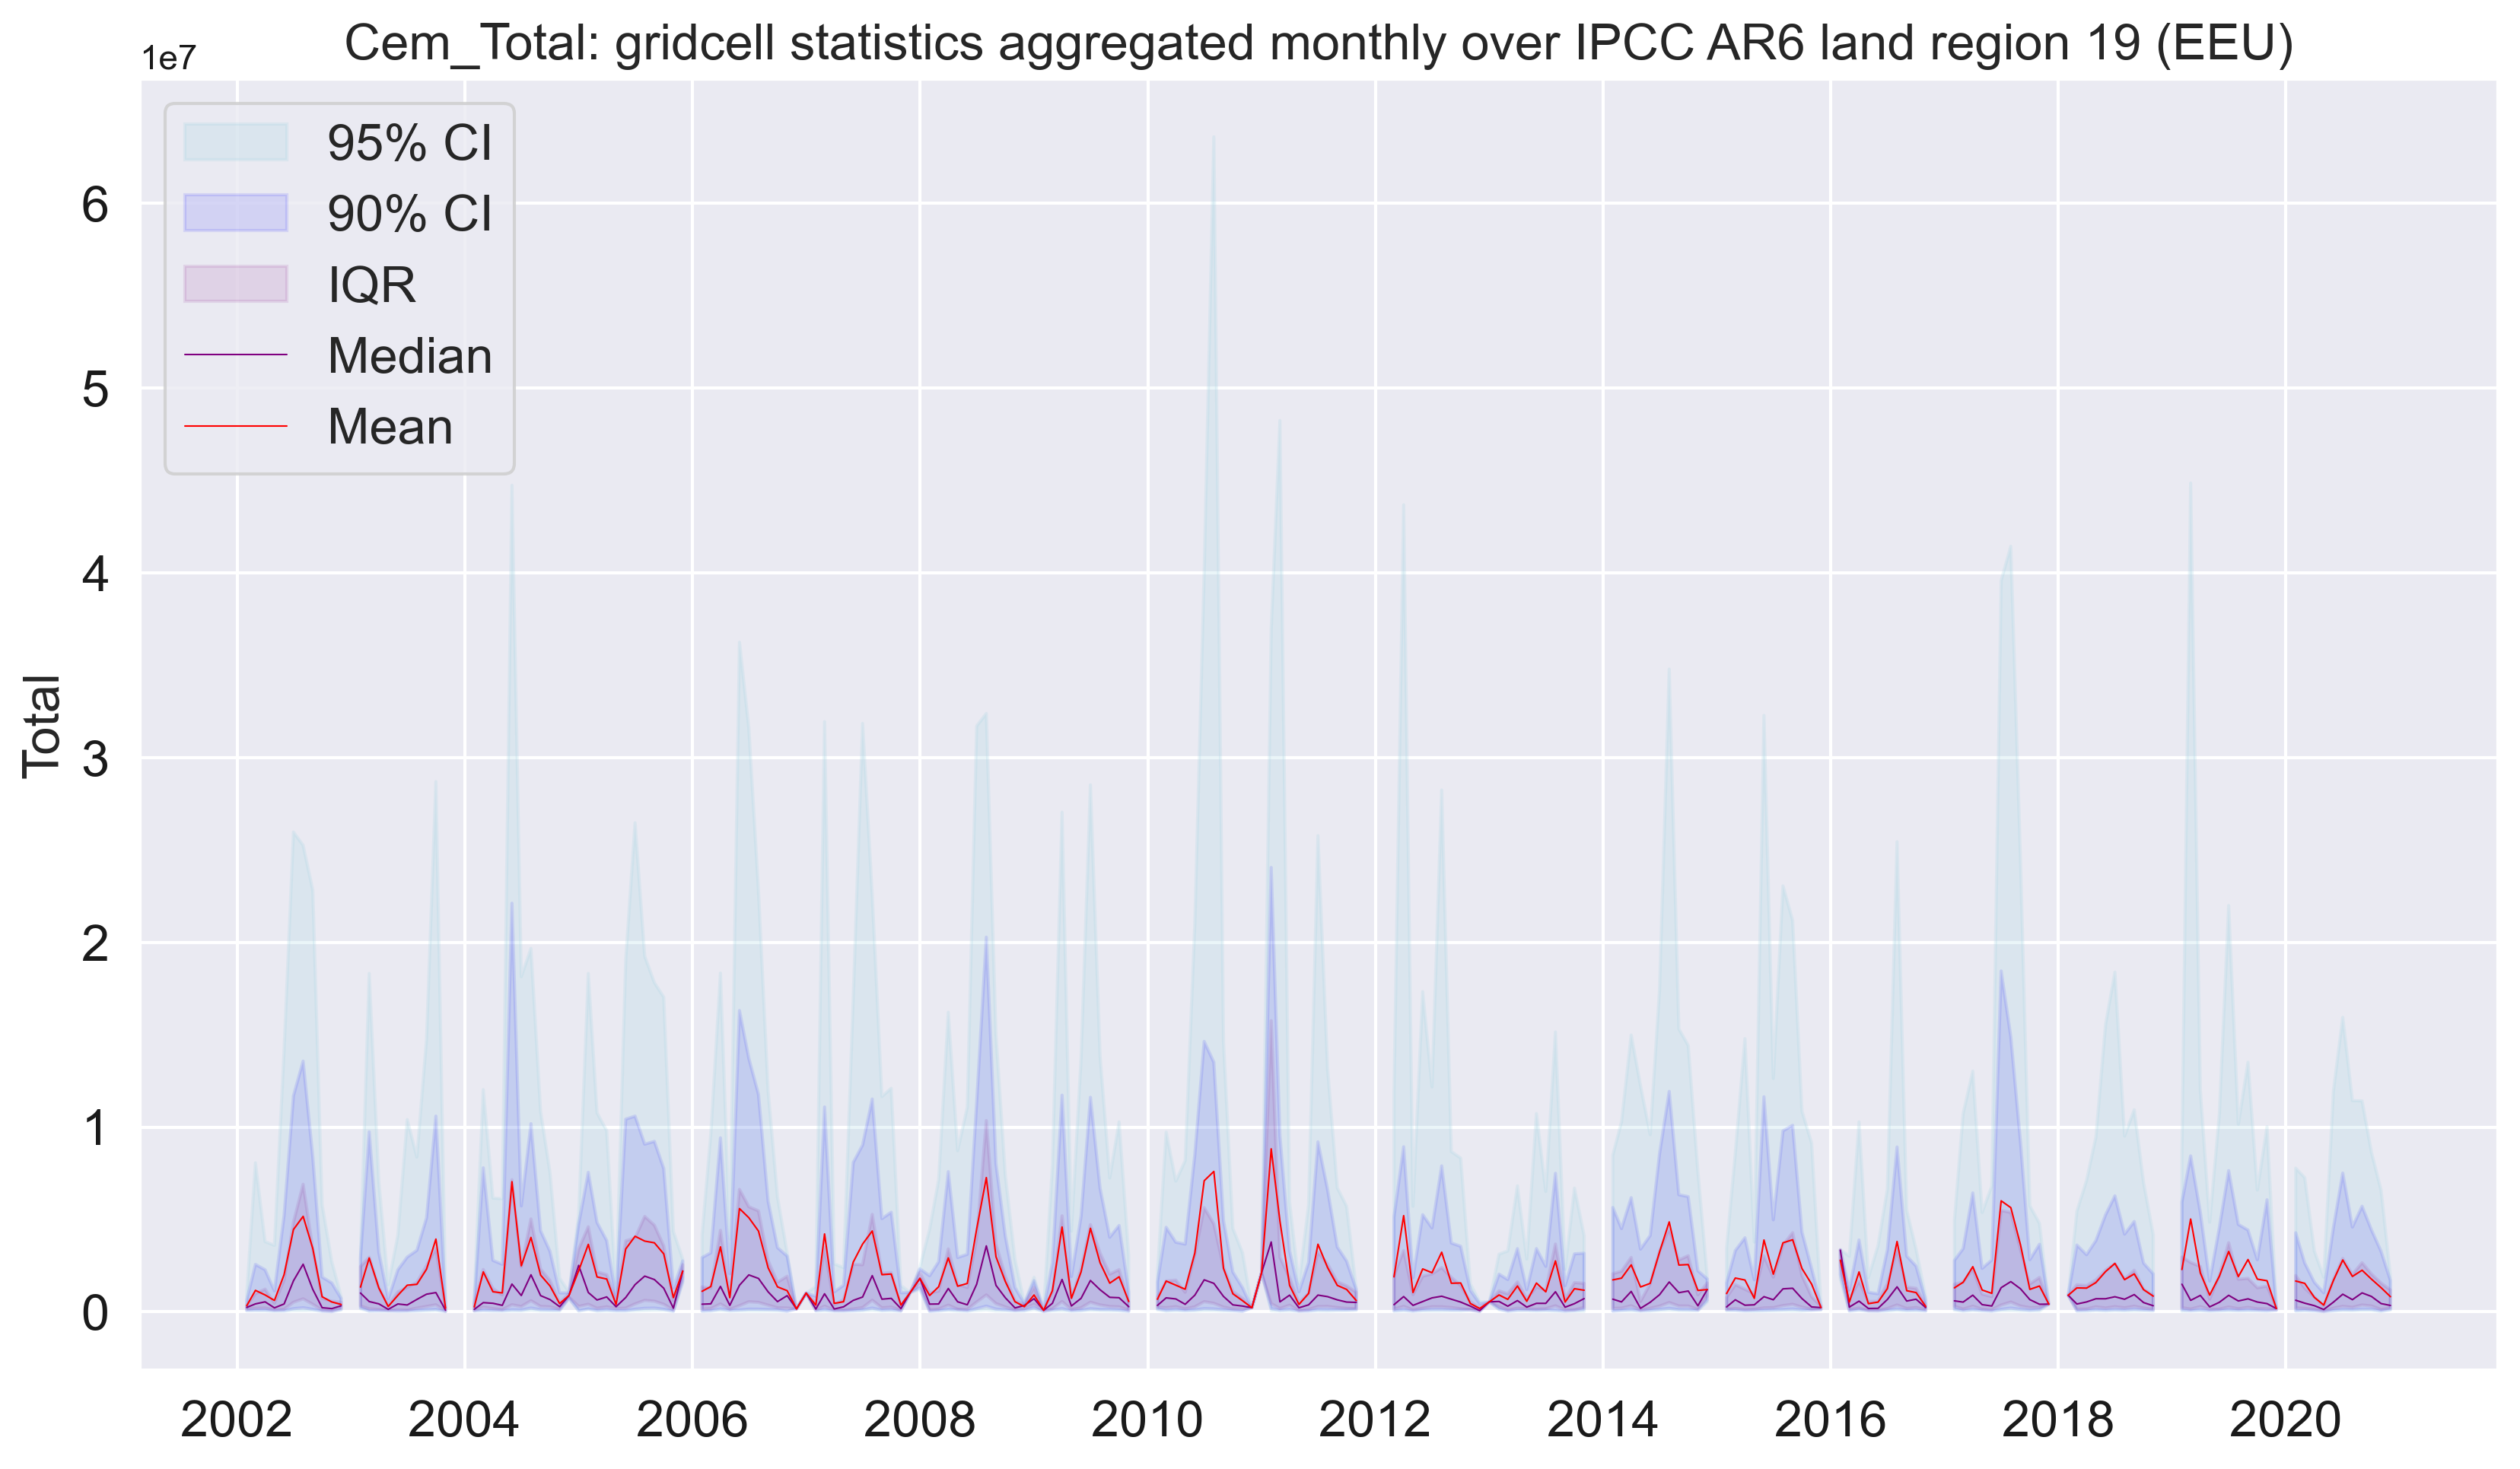 Cem_Total: gridcell statistics aggregated monthly over IPCC AR6 land region 19 (EEU)
1e7
95% CI
90% CI
IQR
Median
Mean
Total
6
5
4
3
2
1
0
2002 2004 2006 2008 2010 2012 2014 2016 2018 2020